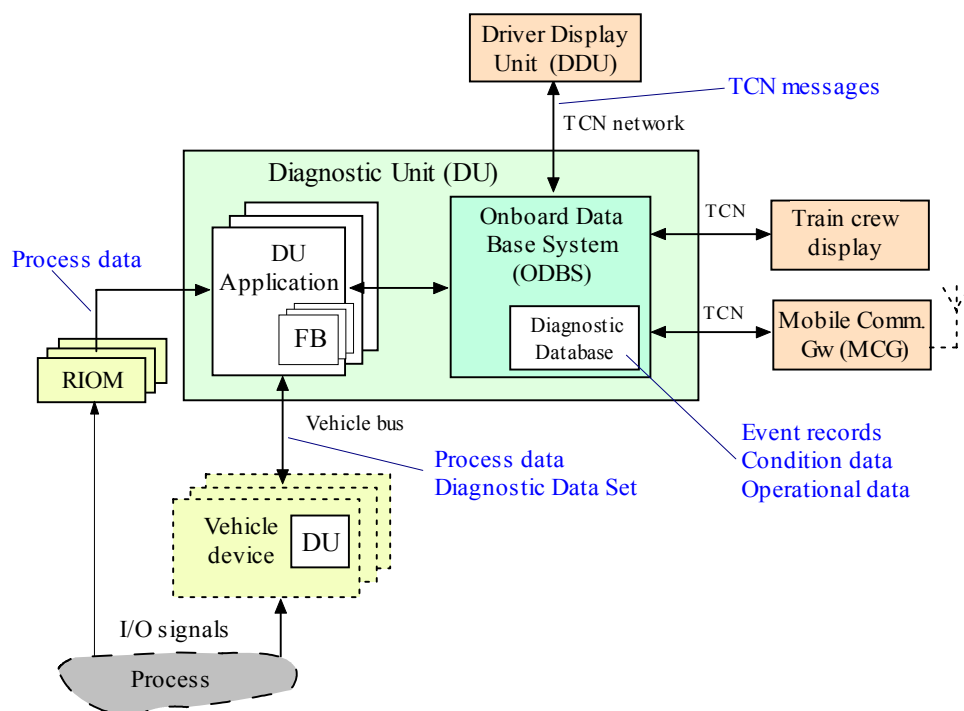 Driver Display
Unit (DDU)
TCN messages
TCN network
Diagnostic Unit (DU)
Onboard Data
Base System
(ODBS)
TCN
Train crew
display
Process data
DU
Application
FB
Diagnostic
Database
TCN
Mobile Comm.
Gw (MCG)
RIOM
Vehicle bus
Process data
Diagnostic Data Set
Event records
Condition data
Operational data
Vehicle
device
DU
I/O signals
Process